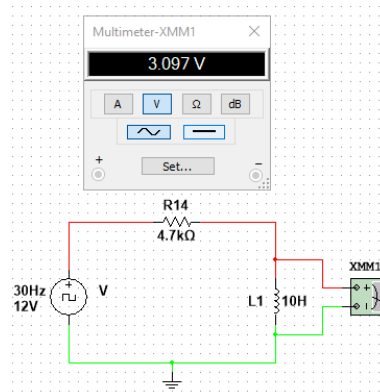 Multimeter-XMM1
3.097 V
A V Ω dB
+ Set... −
R14
4.7kΩ
XMM1
30Hz
12V
+ V
L1 10H
+